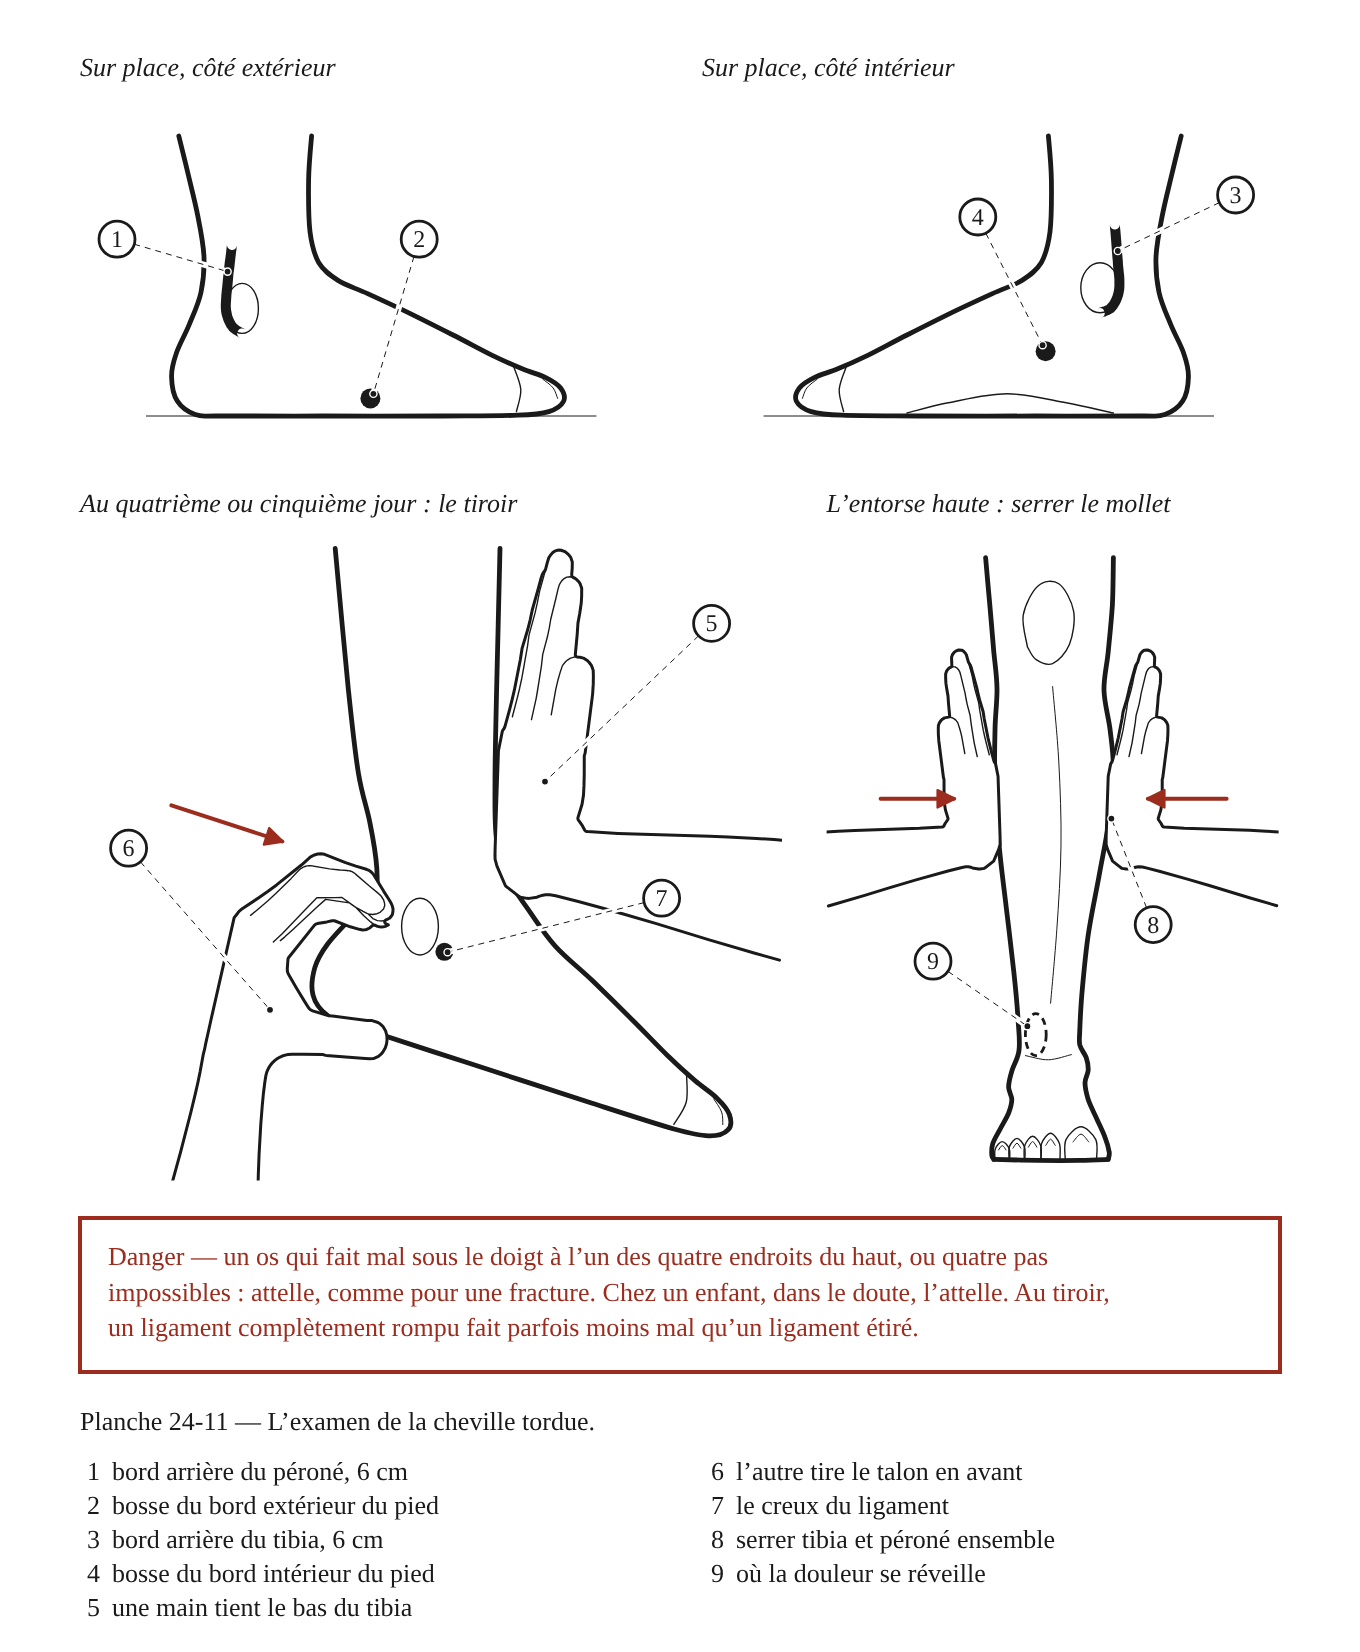 Sur place, côté extérieur
Sur place, côté intérieur
1
2
3
4
Au quatrième ou cinquième jour : le tiroir
L’entorse haute : serrer le mollet
5
6
7
8
9
Danger — un os qui fait mal sous le doigt à l’un des quatre endroits du haut, ou quatre pas
impossibles : attelle, comme pour une fracture. Chez un enfant, dans le doute, l’attelle. Au tiroir,
un ligament complètement rompu fait parfois moins mal qu’un ligament étiré.
Planche 24-11 — L’examen de la cheville tordue.
1 bord arrière du péroné, 6 cm
2 bosse du bord extérieur du pied
3 bord arrière du tibia, 6 cm
4 bosse du bord intérieur du pied
5 une main tient le bas du tibia
6 l’autre tire le talon en avant
7 le creux du ligament
8 serrer tibia et péroné ensemble
9 où la douleur se réveille